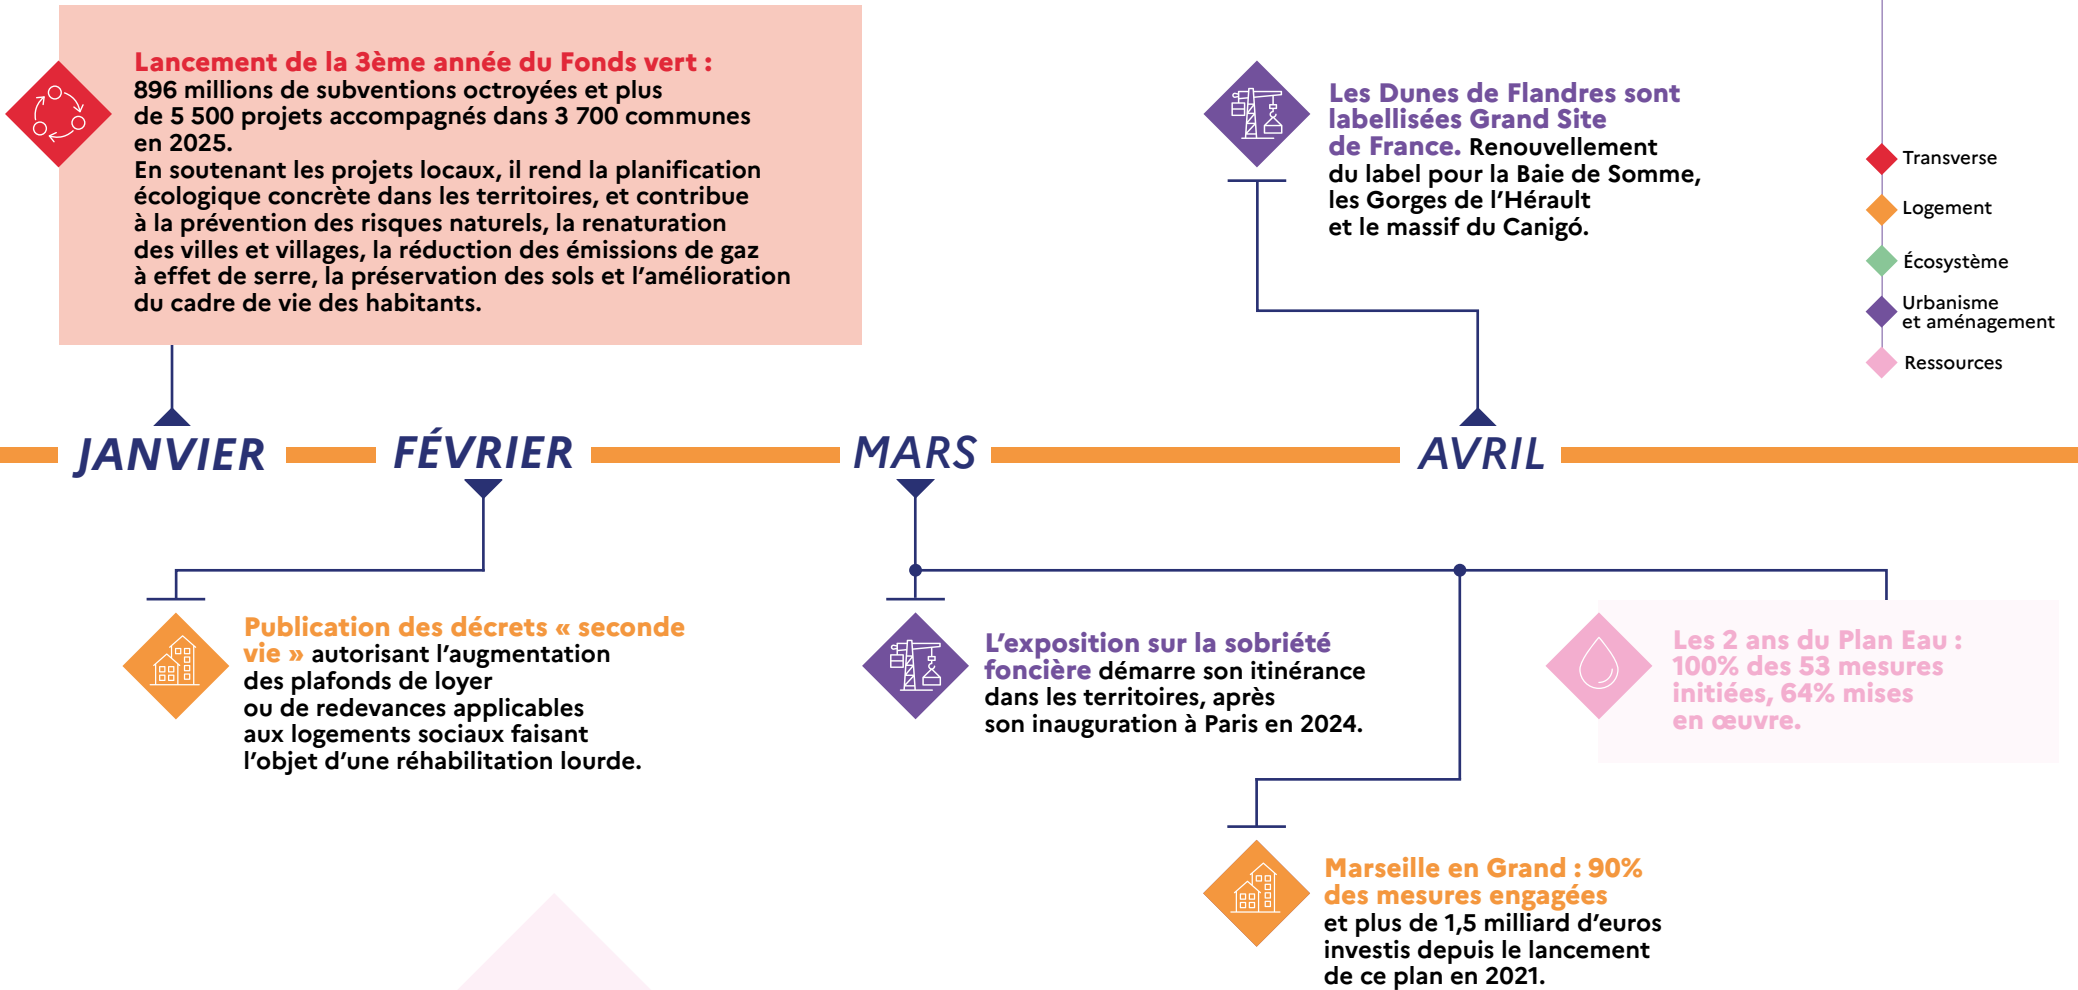 Lancement de la 3ème année du Fonds vert :
896 millions de subventions octroyées et plus
de 5 500 projets accompagnés dans 3 700 communes
en 2025.
En soutenant les projets locaux, il rend la planification
écologique concrète dans les territoires, et contribue
à la prévention des risques naturels, la renaturation
des villes et villages, la réduction des émissions de gaz
à effet de serre, la préservation des sols et l'amélioration
du cadre de vie des habitants.
Les Dunes de Flandres sont
labellisées Grand Site
de France. Renouvellement
du label pour la Baie de Somme,
les Gorges de l'Hérault
et le massif du Canigó.
Transverse
Logement
Écosystème
Urbanisme
et aménagement
Ressources
JANVIER
FÉVRIER
MARS
AVRIL
Publication des décrets « seconde
vie » autorisant l'augmentation
des plafonds de loyer
ou de redevances applicables
aux logements sociaux faisant
l'objet d'une réhabilitation lourde.
L'exposition sur la sobriété
foncière démarre son itinérance
dans les territoires, après
son inauguration à Paris en 2024.
Les 2 ans du Plan Eau :
100% des 53 mesures
initiées, 64% mises
en œuvre.
Marseille en Grand : 90%
des mesures engagées
et plus de 1,5 milliard d'euros
investis depuis le lancement
de ce plan en 2021.